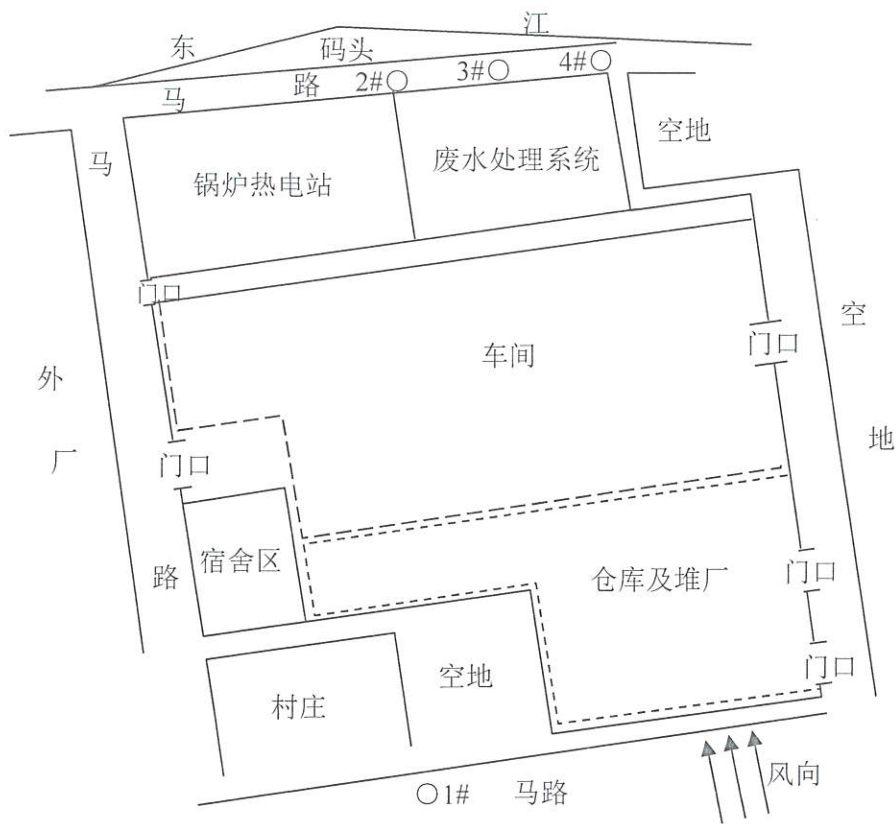 东
码头
江
马
路
2#○
3#○
4#○
马
锅炉热电站
废水处理系统
空地
门口
车间
门口
空
地
外
厂
门口
宿舍区
路
仓库及堆厂
门口
门口
村庄
空地
○1#
马路
风向